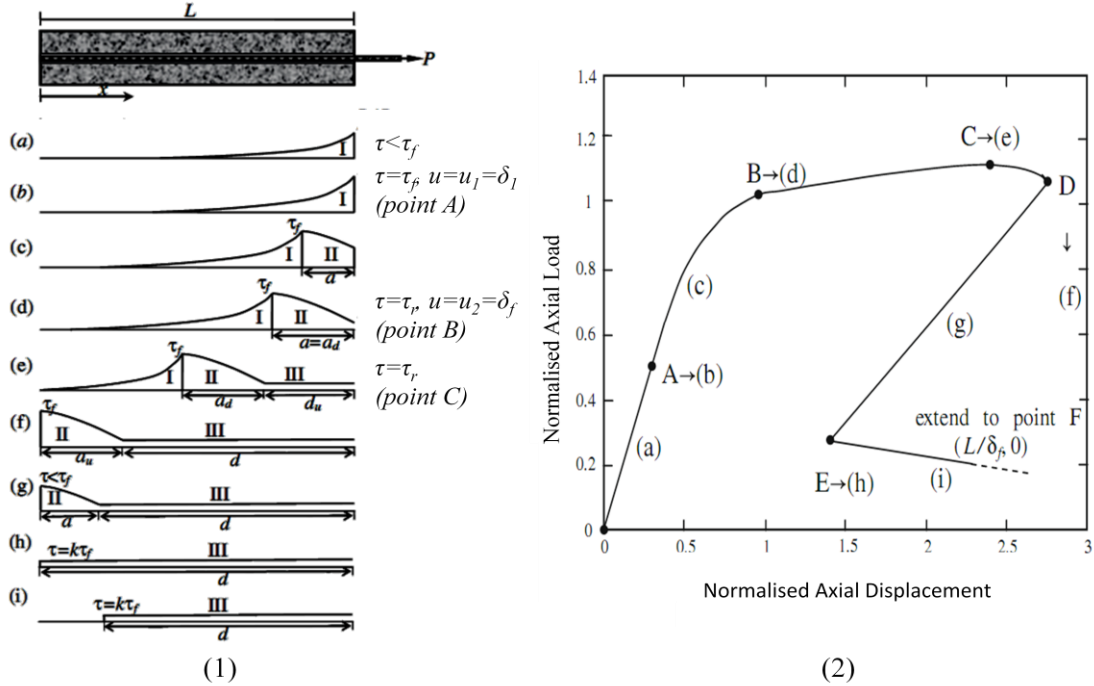 L
P
x
(a) I τ<τf
(b) I τ=τf, u=u1=δ1
(point A)
(c) τf I II
a
(d) τf I II τ=τr, u=u2=δf
a=ad (point B)
(e) τf I II III τ=τr
ad du (point C)
(f) τf II III
au d
(g) τ<τf II III
a d
(h) τ=kτf III
d
(i) τ=kτf III
d
(1)
Normalised Axial Load
1.4
1.2
1
0.8
0.6
0.4
0.2
0
0 0.5 1 1.5 2 2.5 3
Normalised Axial Displacement
C→(e)
B→(d)
D
↓
(f)
(c)
(g)
A→(b)
(a)
extend to point F
(L/δf, 0)
E→(h)
(i)
(2)